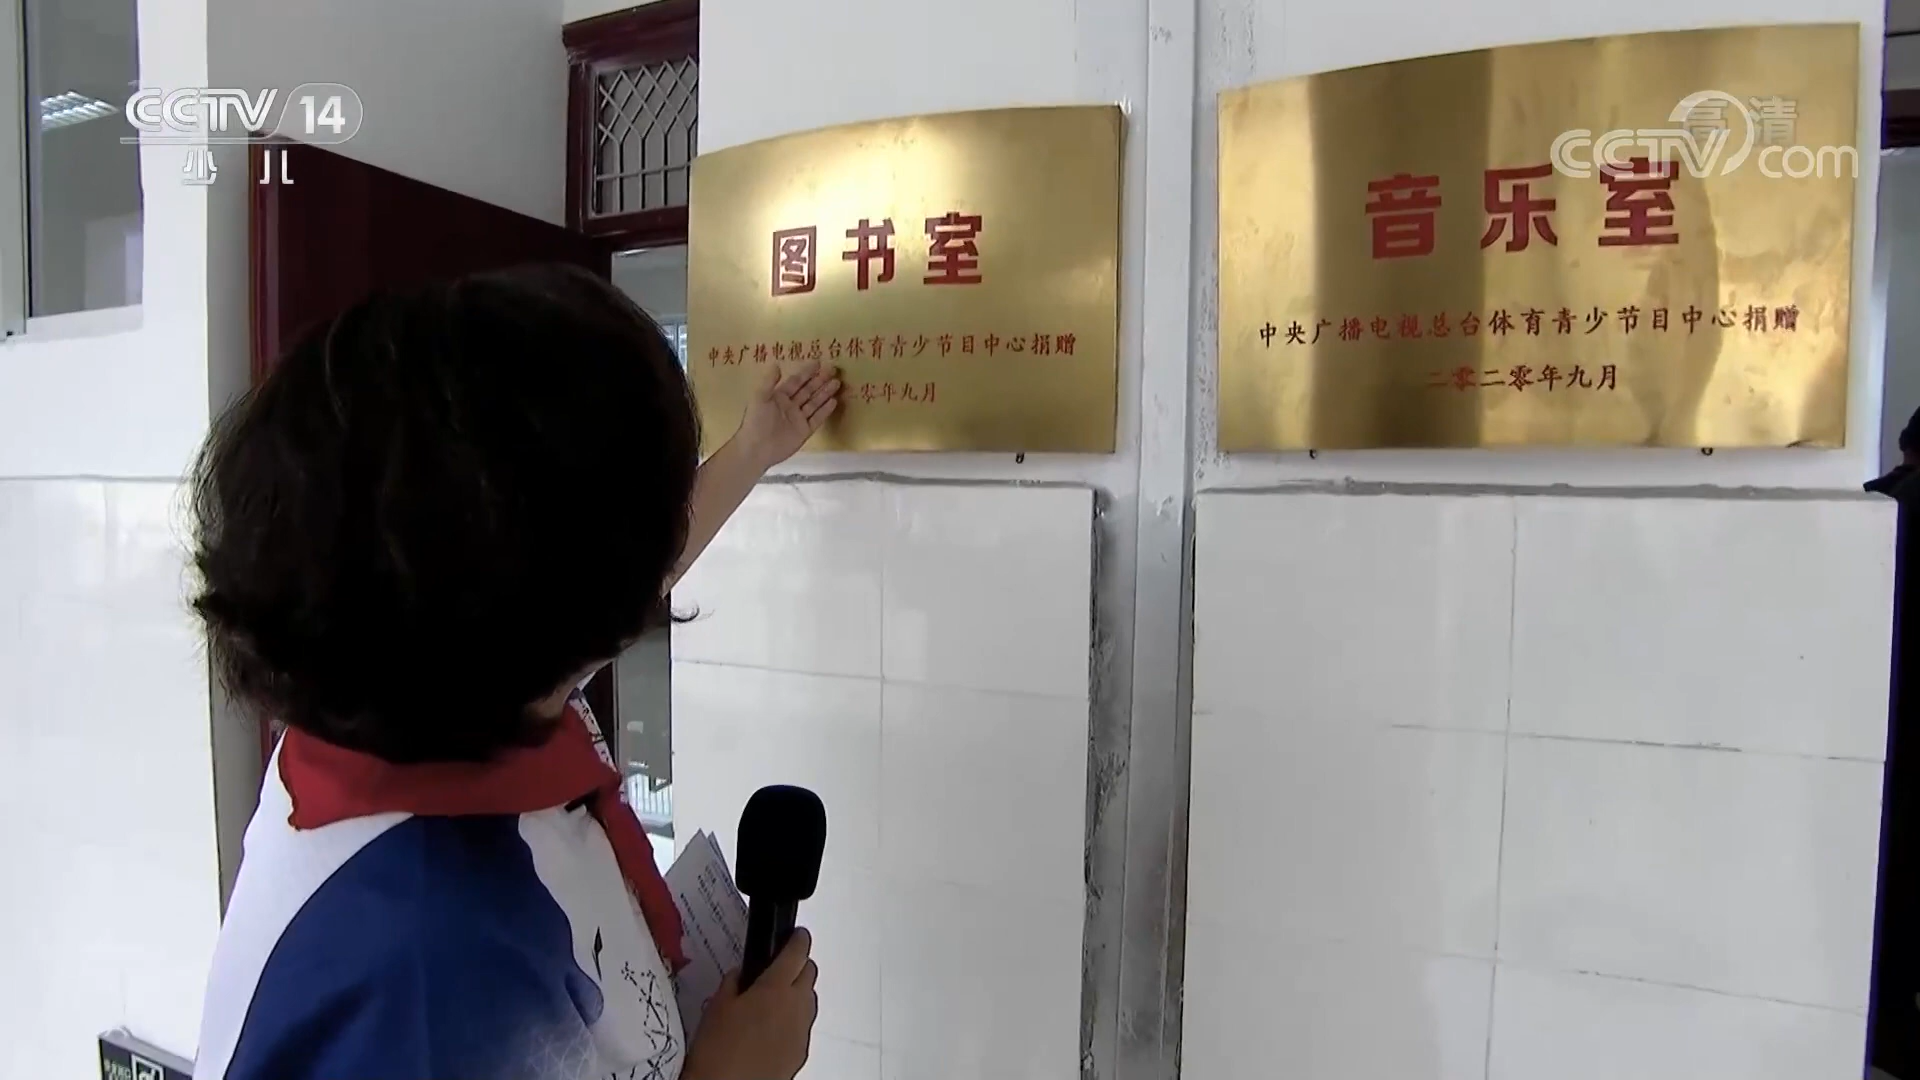 CCTV 14
少儿
高清
CCTV.com
图书室
中央广播电视总台体育青少节目中心捐赠
二零年九月
音乐室
中央广播电视总台体育青少节目中心捐赠
二零二零年九月